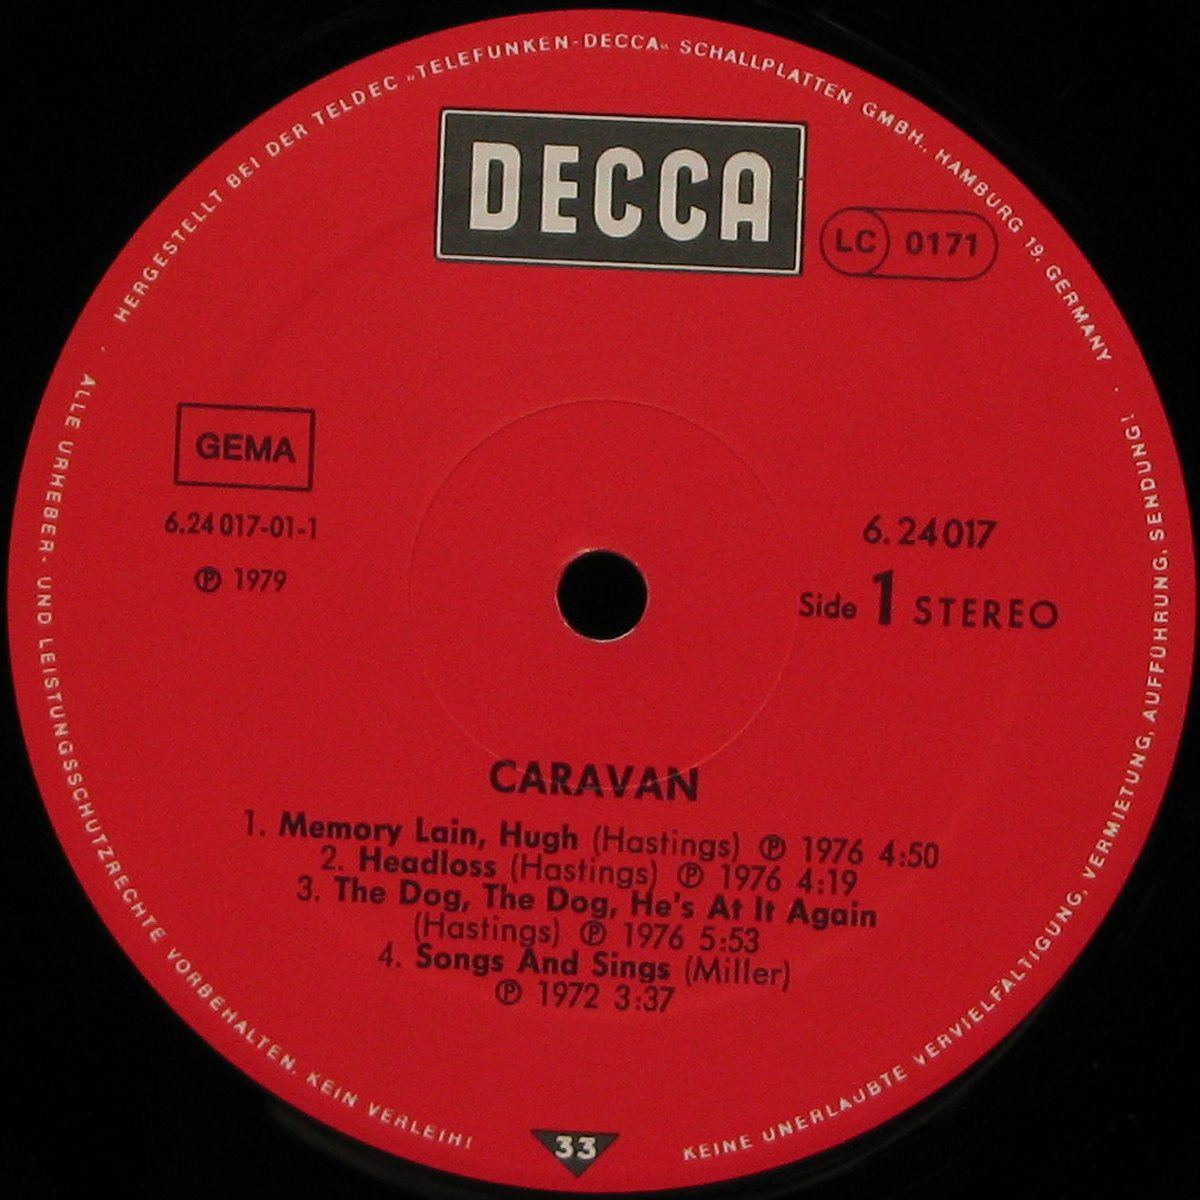 HERGESTELLT BEI DER TELDEC „TELEFUNKEN-DECCA“ SCHALLPLATTEN GMBH., HAMBURG 19. GERMANY
DECCA
LC 0171
GEMA
6.24017-01-1
℗ 1979
6.24017
Side 1 STEREO
CARAVAN
1. Memory Lain, Hugh (Hastings) ℗ 1976 4:50
2. Headloss (Hastings) ℗ 1976 4:19
3. The Dog, The Dog, He's At It Again
(Hastings) ℗ 1976 5:53
4. Songs And Sings (Miller)
℗ 1972 3:37
ALLE URHEBER- UND LEISTUNGSSCHUTZRECHTE VORBEHALTEN. KEIN VERLEIH!
33
KEINE UNERLAUBTE VERVIELFÄLTIGUNG, VERMIETUNG, AUFFÜHRUNG, SENDUNG!